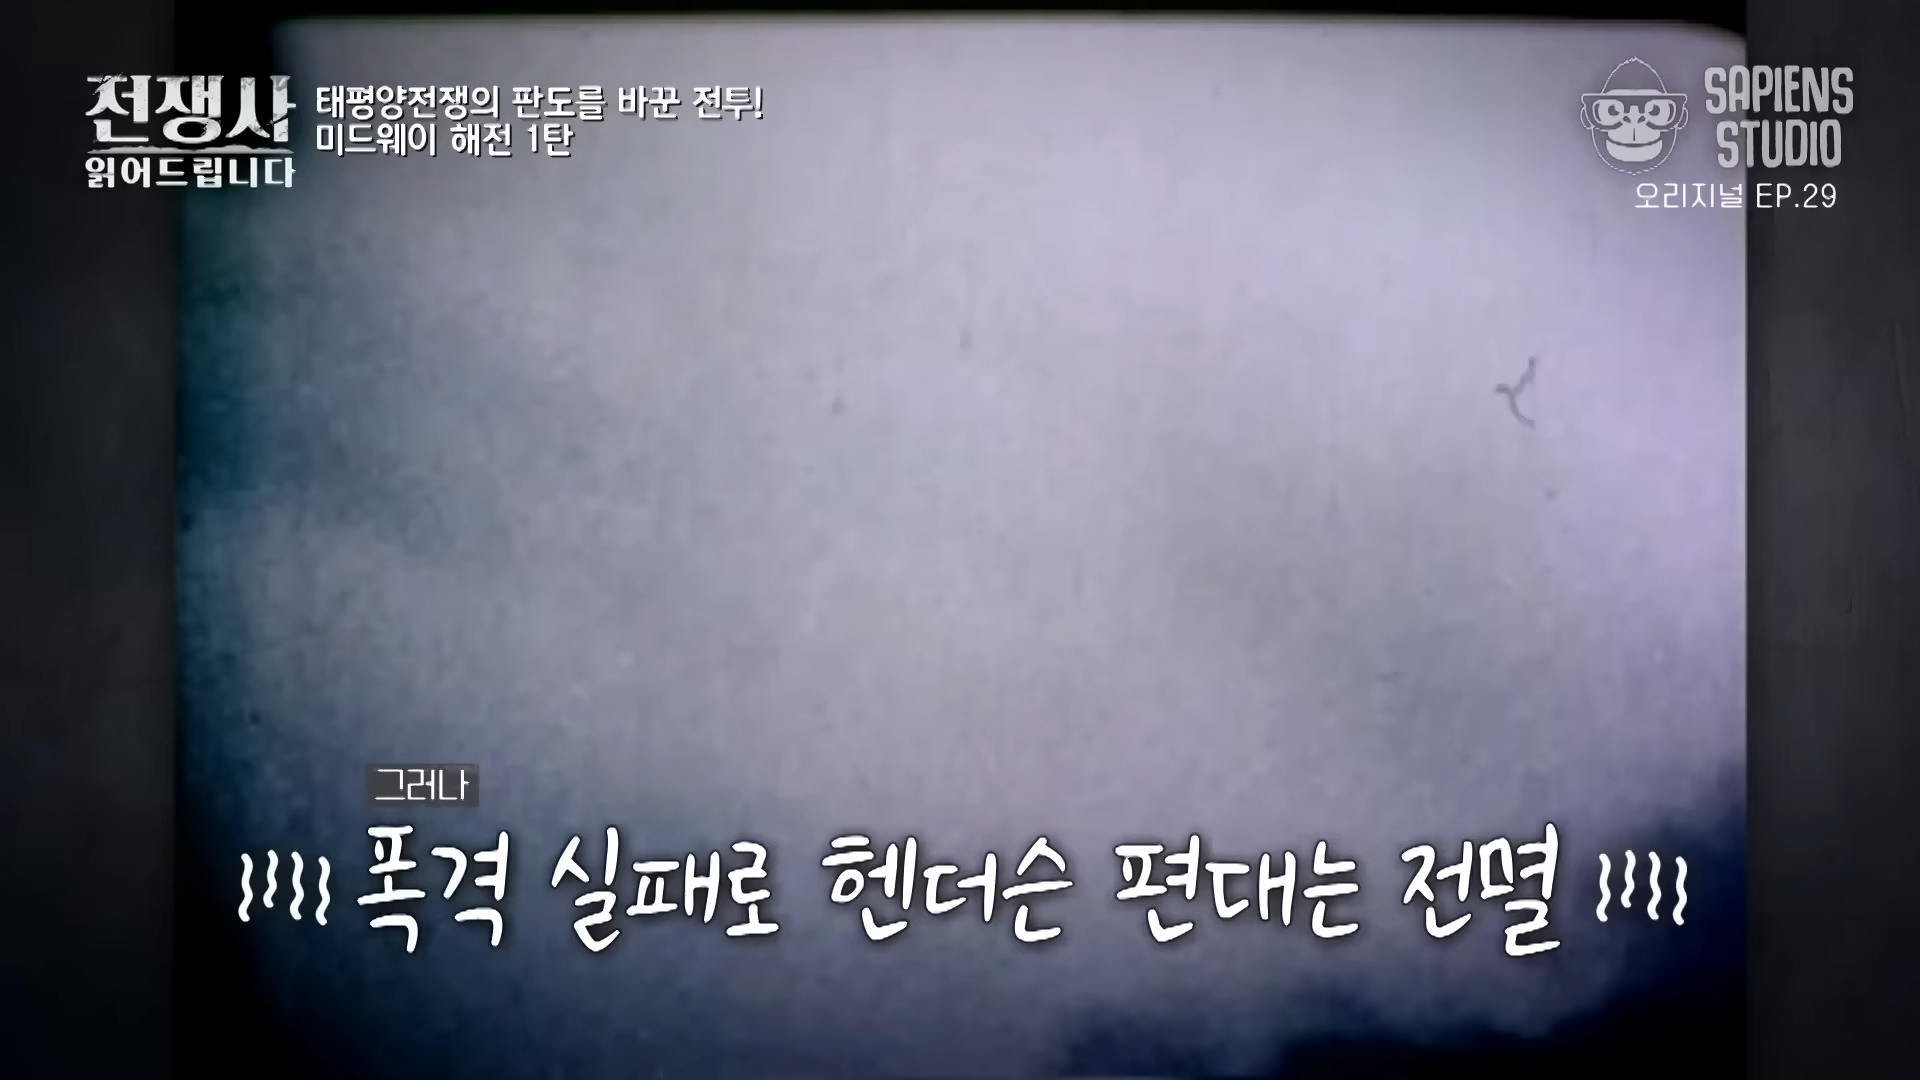 전쟁사
읽어드립니다
태평양전쟁의 판도를 바꾼 전투!
미드웨이 해전 1탄
SAPIENS
STUDIO
오리지널 EP.29
그러나
폭격 실패로 헨더슨 편대는 전멸